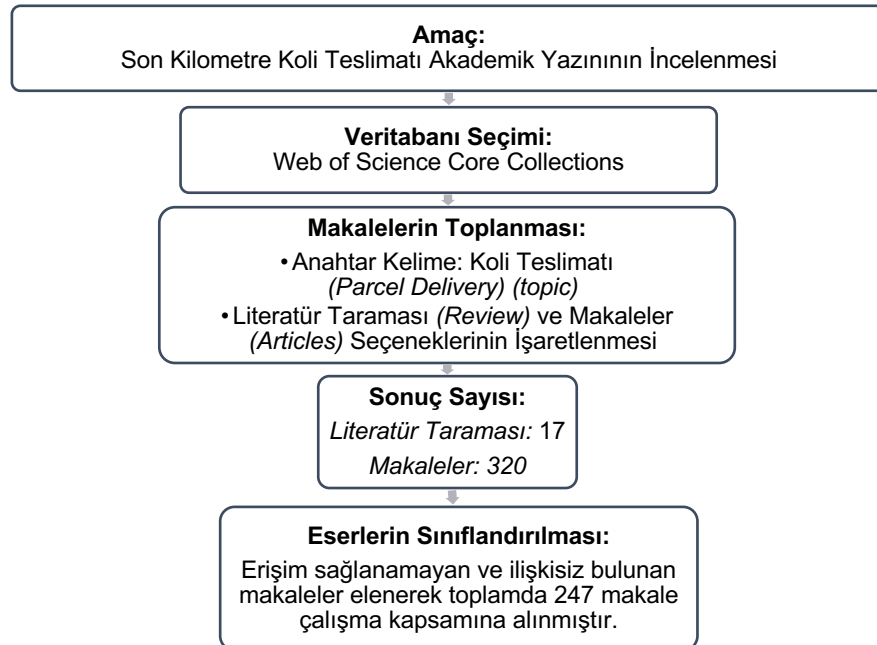 Amaç:
Son Kilometre Koli Teslimatı Akademik Yazınının İncelenmesi
Veritabanı Seçimi:
Web of Science Core Collections
Makalelerin Toplanması:
•Anahtar Kelime: Koli Teslimatı
(Parcel Delivery) (topic)
•Literatür Taraması (Review) ve Makaleler
(Articles) Seçeneklerinin İşaretlenmesi
Sonuç Sayısı:
Literatür Taraması: 17
Makaleler: 320
Eserlerin Sınıflandırılması:
Erişim sağlanamayan ve ilişkisiz bulunan
makaleler elenerek toplamda 247 makale
çalışma kapsamına alınmıştır.